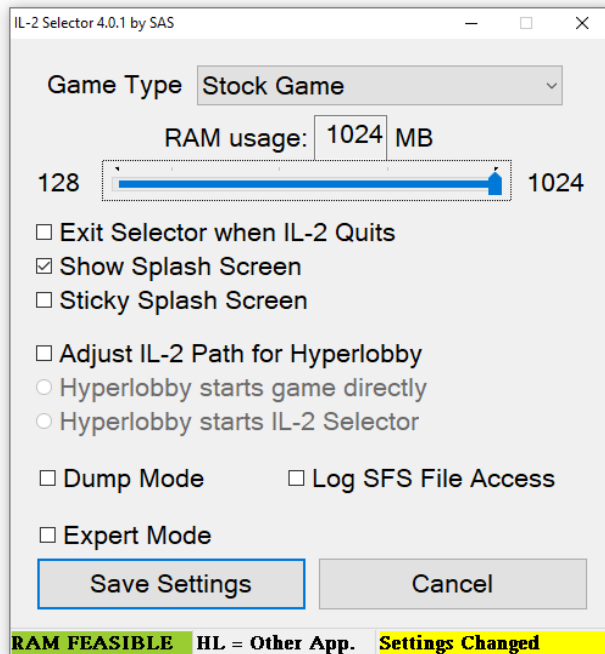 IL-2 Selector 4.0.1 by SAS
Game Type Stock Game
RAM usage: 1024 MB
128 1024
Exit Selector when IL-2 Quits
Show Splash Screen
Sticky Splash Screen
Adjust IL-2 Path for Hyperlobby
Hyperlobby starts game directly
Hyperlobby starts IL-2 Selector
Dump Mode Log SFS File Access
Expert Mode
Save Settings Cancel
RAM FEASIBLE HL = Other App. Settings Changed